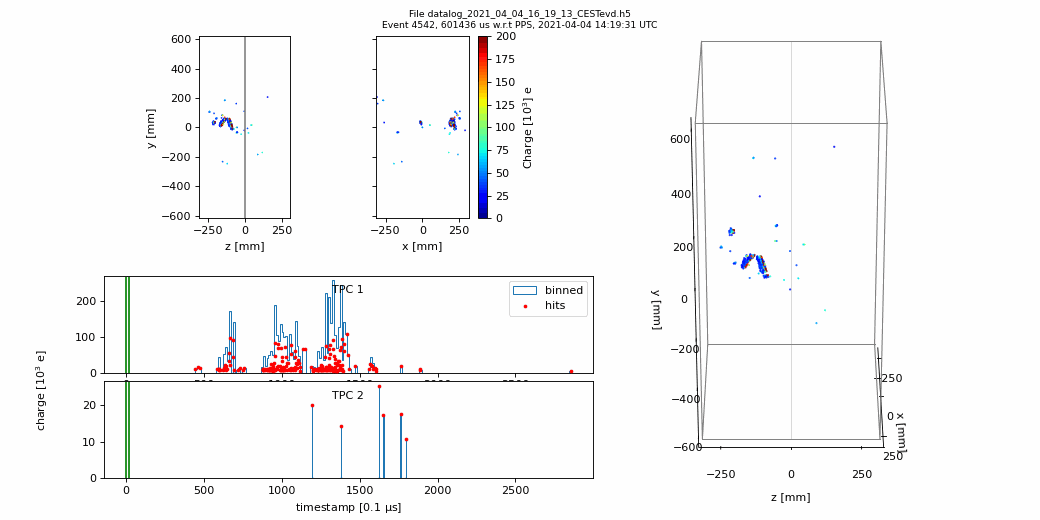 File datalog_2021_04_04_16_19_13_CESTevd.h5
Event 4542, 601436 us w.r.t PPS, 2021-04-04 14:19:31 UTC
600
400
200
0
−200
−400
−600
y [mm]
−250 0 250
z [mm]
−250 0 250
x [mm]
200
175
150
125
100
75
50
25
0
Charge [10³] e
TPC 1
binned
hits
200
100
0
0 500 1000 1500 2000 2500
TPC 2
20
10
0
0 500 1000 1500 2000 2500
charge [10³ e]
timestamp [0.1 µs]
600
400
200
0
−200
−400
−600
y [mm]
−250
0
250
x [mm]
−250 0 250
z [mm]